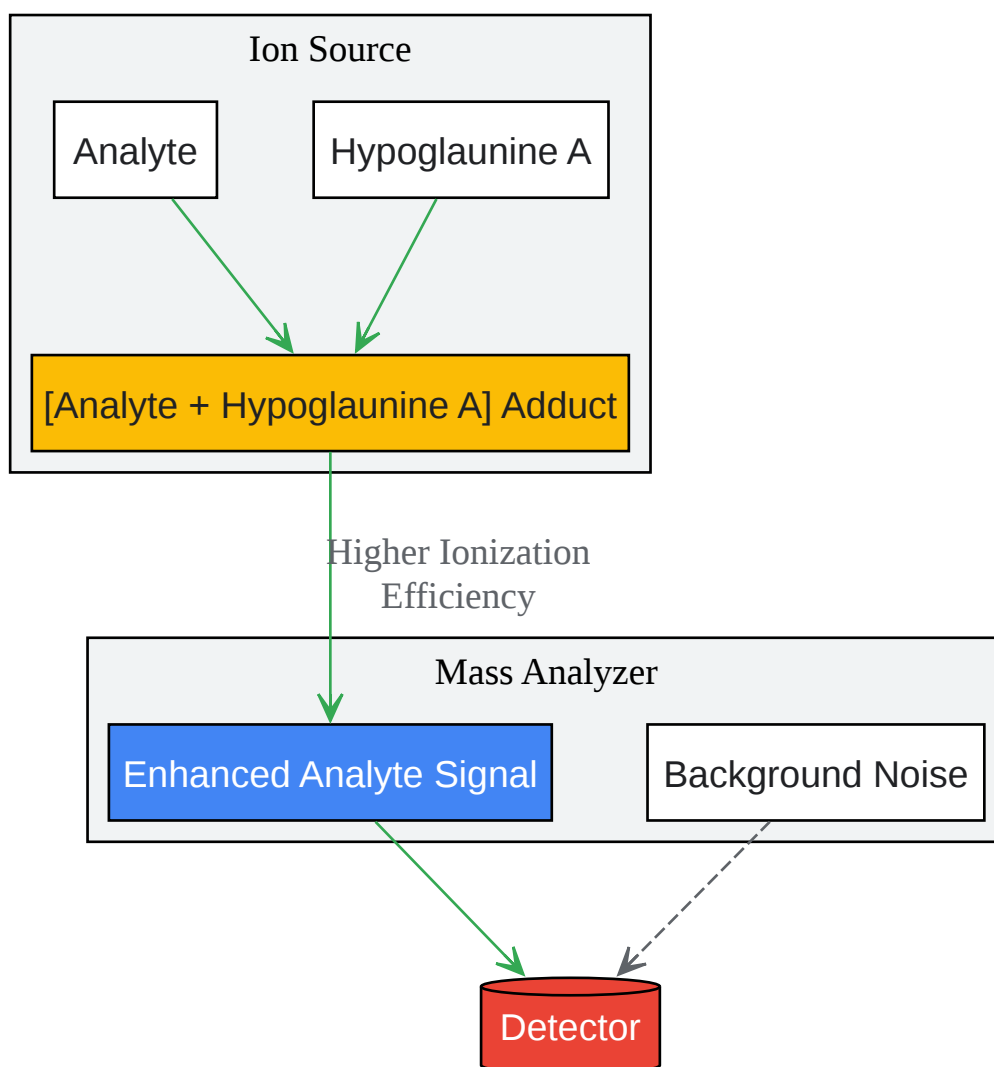 Ion Source
Analyte
Hypoglaunine A
[Analyte + Hypoglaunine A] Adduct
Higher Ionization
Efficiency
Mass Analyzer
Enhanced Analyte Signal
Background Noise
Detector